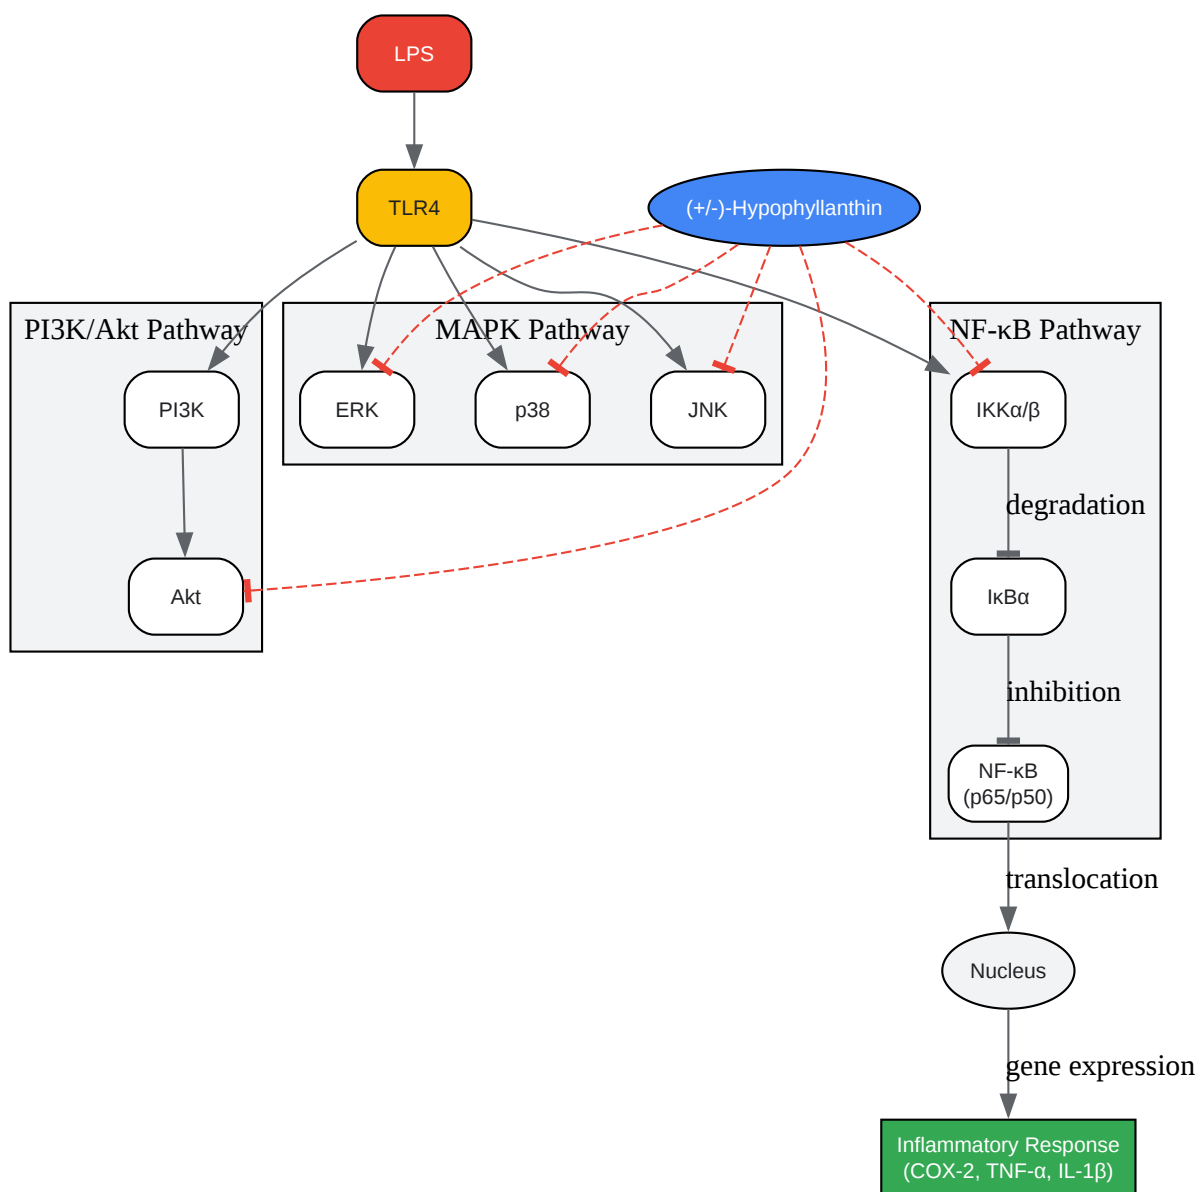 LPS
TLR4
(+/-)-Hypophyllanthin
PI3K/Akt Pathway
MAPK Pathway
NF-κB Pathway
PI3K
ERK
p38
JNK
IKKα/β
degradation
Akt
IκBα
inhibition
NF-κB
(p65/p50)
translocation
Nucleus
gene expression
Inflammatory Response
(COX-2, TNF-α, IL-1β)